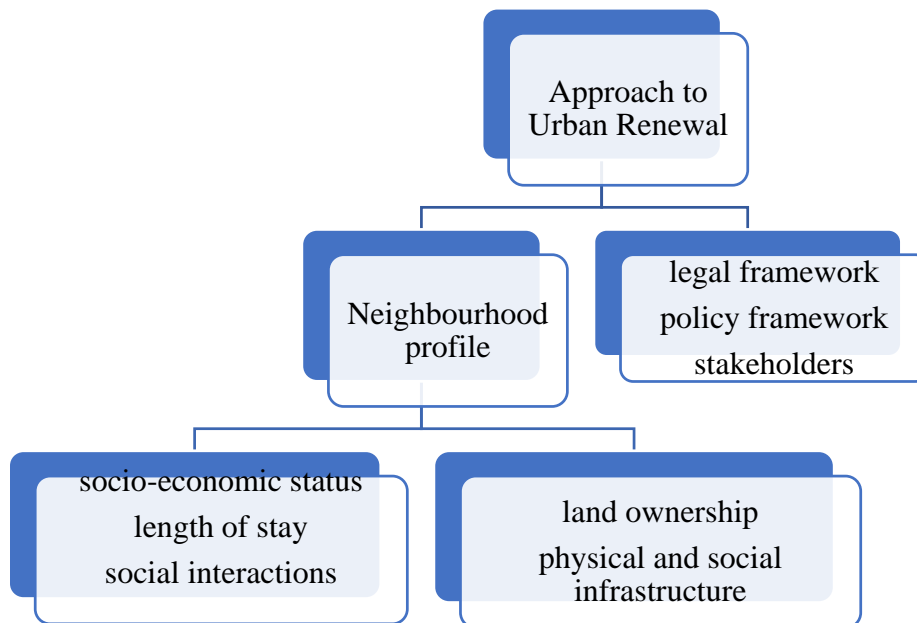 Approach to
Urban Renewal
Neighbourhood
profile
legal framework
policy framework
stakeholders
socio-economic status
length of stay
social interactions
land ownership
physical and social
infrastructure